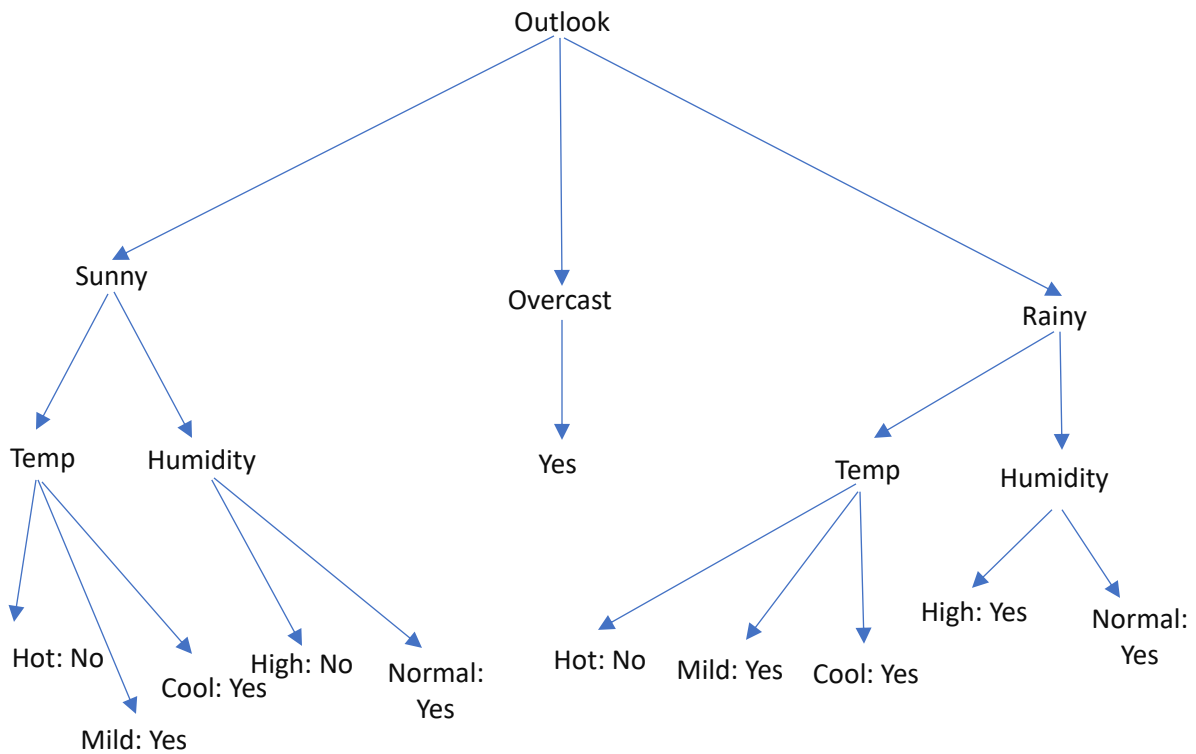 Outlook
Sunny
Overcast
Rainy
Temp
Humidity
Yes
Temp
Humidity
Hot: No
Mild: Yes
Cool: Yes
High: No
Normal:
Yes
Hot: No
Mild: Yes
Cool: Yes
High: Yes
Normal:
Yes